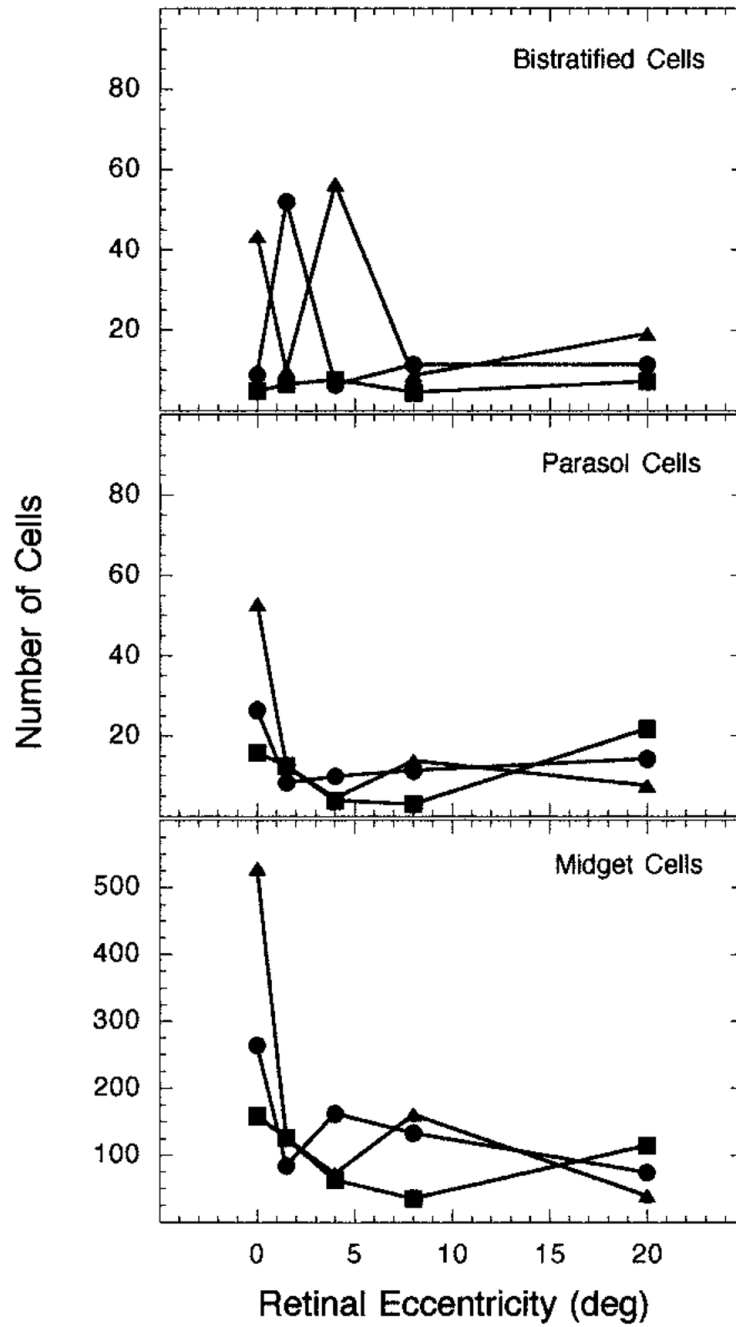 Bistratified Cells
80
60
40
20
Parasol Cells
80
60
40
20
Number of Cells
Midget Cells
500
400
300
200
100
0 5 10 15 20
Retinal Eccentricity (deg)